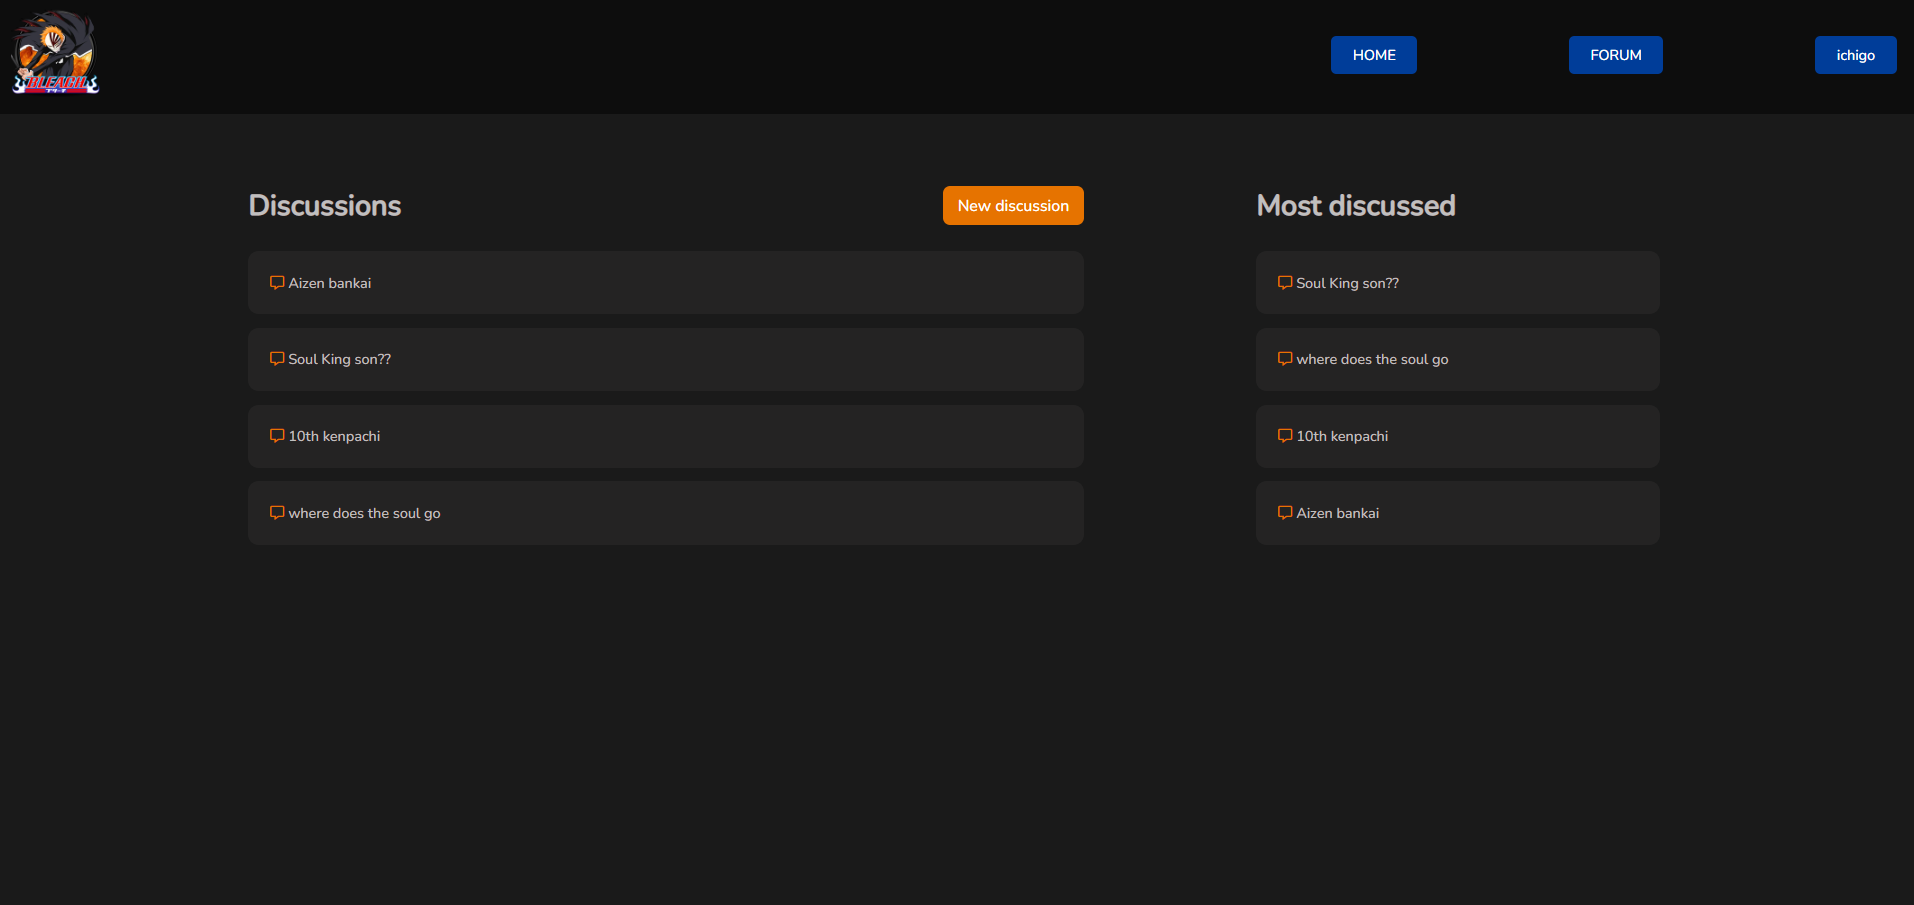 BLEACH
HOME
FORUM
ichigo
Discussions
New discussion
Aizen bankai
Soul King son??
10th kenpachi
where does the soul go
Most discussed
Soul King son??
where does the soul go
10th kenpachi
Aizen bankai